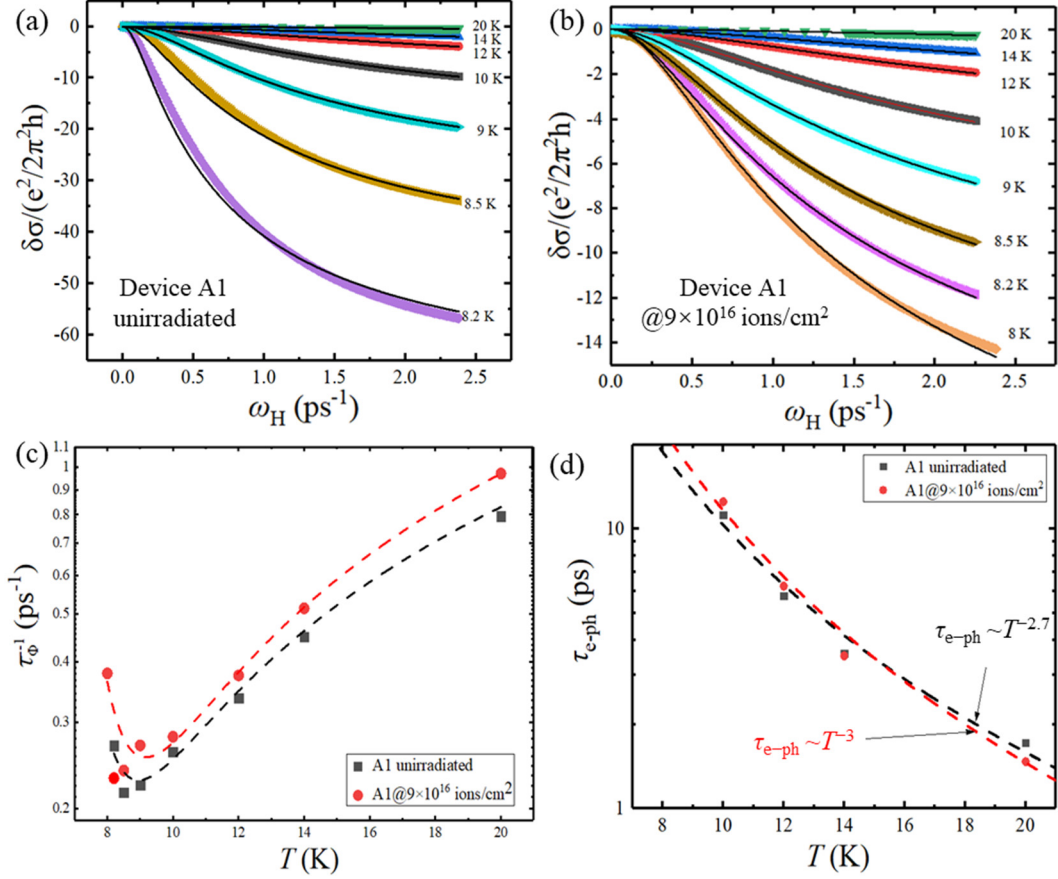 (a)
0
-10
-20
-30
-40
-50
-60
δσ/(e²/2π²h)
0.0 0.5 1.0 1.5 2.0 2.5
ω_H (ps⁻¹)
20 K
14 K
12 K
10 K
9 K
8.5 K
8.2 K
Device A1
unirradiated
(b)
0
-2
-4
-6
-8
-10
-12
-14
δσ/(e²/2π²h)
0.0 0.5 1.0 1.5 2.0 2.5
ω_H (ps⁻¹)
20 K
14 K
12 K
10 K
9 K
8.5 K
8.2 K
8 K
Device A1
@9×10¹⁶ ions/cm²
(c)
1.1
1
0.9
0.8
0.7
0.6
0.5
0.4
0.3
0.2
τ_Φ⁻¹ (ps⁻¹)
8 10 12 14 16 18 20
T (K)
A1 unirradiated
A1@9×10¹⁶ ions/cm²
(d)
10
1
τ_e-ph (ps)
8 10 12 14 16 18 20
T (K)
A1 unirradiated
A1@9×10¹⁶ ions/cm²
τ_e−ph~T⁻²·⁷
τ_e−ph~T⁻³